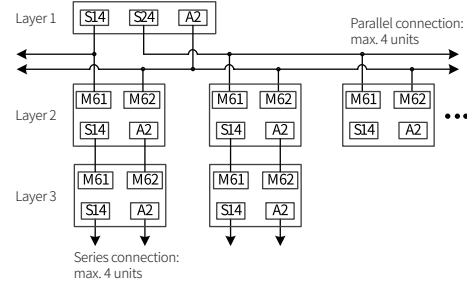 Layer 1
S14 S24 A2
Parallel connection:
max. 4 units
M61 M62 M61 M62 M61 M62
Layer 2
S14 A2 S14 A2 S14 A2
M61 M62 M61 M62
Layer 3
S14 A2 S14 A2
Series connection:
max. 4 units